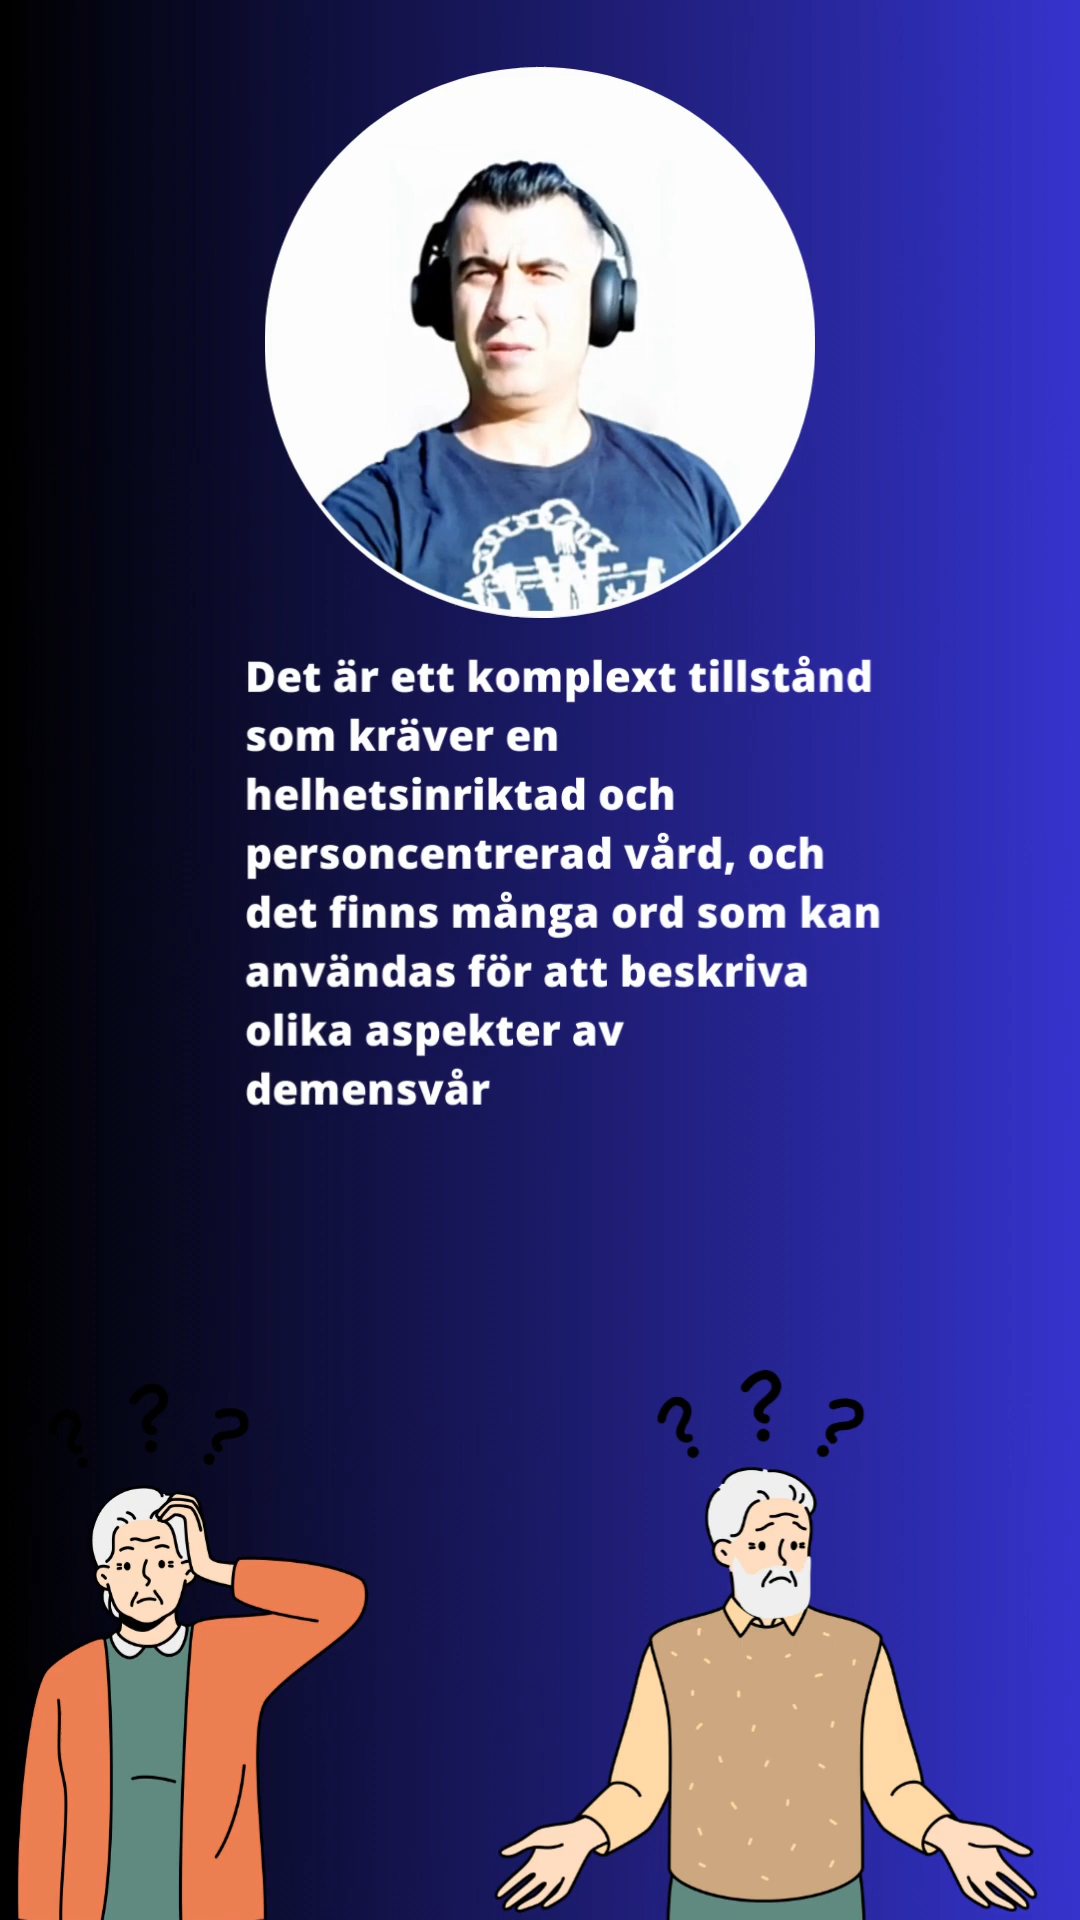 Det är ett komplext tillstånd
som kräver en
helhetsinriktad och
personcentrerad vård, och
det finns många ord som kan
användas för att beskriva
olika aspekter av
demensvår
? ? ?
? ? ?